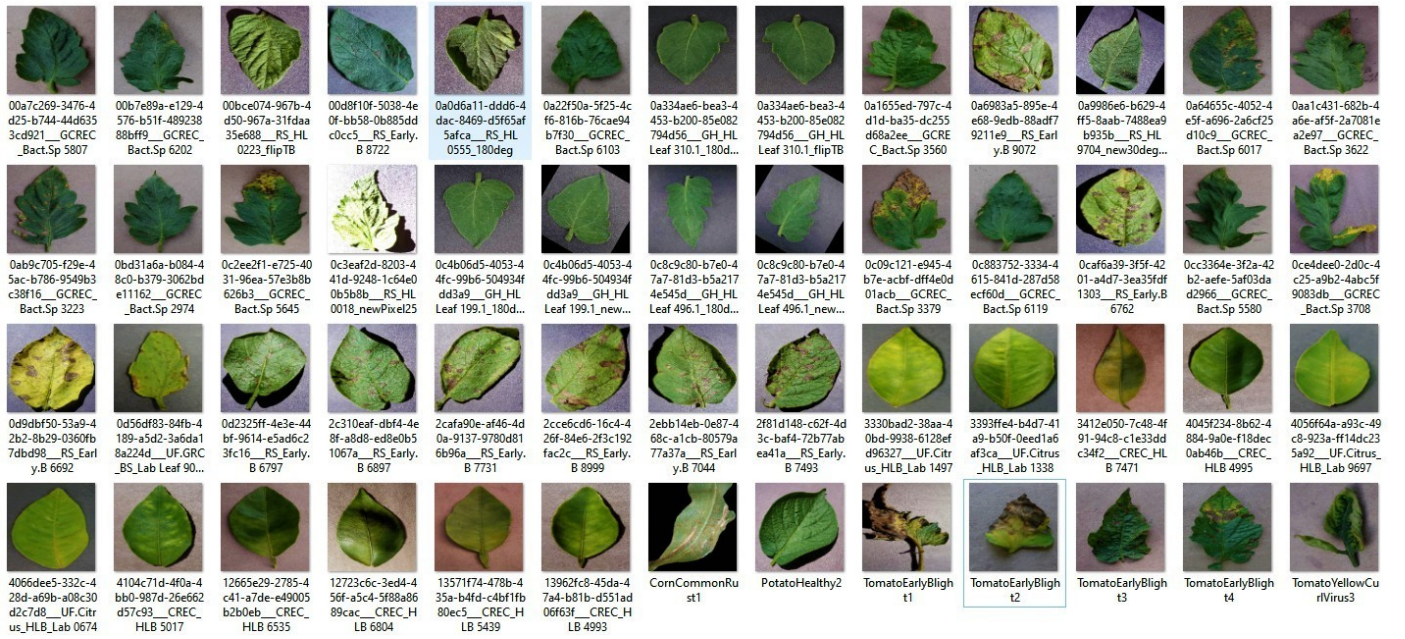 00a7c269-3476-4
d25-b744-44d635
3cd921___GCREC
_Bact.Sp 5807
00b7e89a-e129-4
576-b51f-489238
88bff9___GCREC_
Bact.Sp 6202
00bce074-967b-4
d50-967a-31fdaa
35e688___RS_HL
0223_flipTB
00d8f10f-5038-4e
0f-bb58-0b885dd
c0cc5___RS_Early.
B 8722
0a0d6a11-ddd6-4
dac-8469-d5f65af
5afca___RS_HL
0555_180deg
0a22f50a-5f25-4c
f6-816b-76cae94
b7f30___GCREC_
Bact.Sp 6103
0a334ae6-bea3-4
453-b200-85e082
794d56___GH_HL
Leaf 310.1_180d...
0a334ae6-bea3-4
453-b200-85e082
794d56___GH_HL
Leaf 310.1_flipTB
0a1655ed-797c-4
d1d-ba35-dc255
d68a2ee___GCRE
C_Bact.Sp 3560
0a6983a5-895e-4
e68-9edb-88adf7
9211e9___RS_Earl
y.B 9072
0a9986e6-b629-4
ff5-8aab-7488ea9
b935b___RS_HL
9704_new30deg...
0a64655c-4052-4
e5f-a696-2a6cf25
d10c9___GCREC_
Bact.Sp 6017
0aa1c431-682b-4
a6e-af5f-2a7081e
a2e97___GCREC_
Bact.Sp 3622
0ab9c705-f29e-4
5ac-b786-9549b3
c38f16___GCREC_
Bact.Sp 3223
0bd31a6a-b084-4
8c0-b379-3062bd
e11162___GCREC
_Bact.Sp 2974
0c2ee2f1-e725-40
31-96ea-57e3b8b
626b3___GCREC_
Bact.Sp 5645
0c3eaf2d-8203-4
41d-9248-1c64e0
0b5b8b___RS_HL
0018_newPixel25
0c4b06d5-4053-4
4fc-99b6-504934f
dd3a9___GH_HL
Leaf 199.1_180d...
0c4b06d5-4053-4
4fc-99b6-504934f
dd3a9___GH_HL
Leaf 199.1_new...
0c8c9c80-b7e0-4
7a7-81d3-b5a217
4e545d___GH_HL
Leaf 496.1_180d...
0c8c9c80-b7e0-4
7a7-81d3-b5a217
4e545d___GH_HL
Leaf 496.1_new...
0c09c121-e945-4
b7e-acbf-dff4e0d
01acb___GCREC_
Bact.Sp 3379
0c883752-3334-4
615-841d-287d58
ecf60d___GCREC_
Bact.Sp 6119
0caf6a39-3f5f-42
01-a4d7-3ea35fdf
1303___RS_Early.B
6762
0cc3364e-3f2a-42
b2-aefe-5af03da
d2966___GCREC_
Bact.Sp 5580
0ce4dee0-2d0c-4
c25-a9b2-4abc5f
9083db___GCREC_
Bact.Sp 3708
0d9dbf50-53a9-4
2b2-8b29-0360fb
7dbd98___RS_Earl
y.B 6692
0d56df83-84fb-4
189-a5d2-3a6da1
8a224d___UF.GRC
_BS_Lab Leaf 90...
0d2325ff-4e3e-44
bf-9614-e5ad6c2
3fc16___RS_Early.
B 6797
2c310eaf-dbf4-4e
8f-a8d8-ed8e0b5
1067a___RS_Early.
B 6897
2cafa90e-af46-4d
0a-9137-9780d81
6b96a___RS_Early.
B 7731
2cce6cd6-16c4-4
26f-84e6-2f3c192
fac2c___RS_Early.
B 8999
2ebb14eb-0e87-4
68c-a1cb-80579a
77a37a___RS_Earl
y.B 7044
2f81d148-c62f-4d
3c-baf4-72b77ab
ea41a___RS_Early.
B 7493
3330bad2-38aa-4
0bd-9938-6128ef
d96327___UF.Citr
us_HLB_Lab 1497
3393ffe4-b4d7-41
a9-b50f-0eed1a6
af3ca___UF.Citrus
_HLB_Lab 1338
3412c050-7c48-4f
91-94c8-c1e33dd
c34f2___CREC_HL
B 7471
4045f234-8b62-4
884-9a0e-f18dec
0ab46b___CREC_
HLB 4995
4056f64a-a93c-49
c8-923a-ff14dc23
5a92___UF.Citrus
_HLB_Lab 9697
4066dee5-332c-4
28d-a69b-a08c30
d2c7d8___UF.Citr
us_HLB_Lab 0674
4104c71d-4f0a-4
bb0-987d-26e662
d57c93___CREC_
HLB 5017
12665e29-2785-4
c41-a7de-e49005
b2b0eb___CREC_
HLB 6535
12723c6c-3ed4-4
56f-a5c4-5f88a86
89cac___CREC_H
LB 6804
13571f74-478b-4
35a-b4fd-c4bf1fb
80ec5___CREC_H
LB 5439
13962fc8-45da-4
7a4-b81b-d551ad
06f63f___CREC_H
LB 4993
CornCommonRu
st1
PotatoHealthy2
TomatoEarlyBligh
t1
TomatoEarlyBligh
t2
TomatoEarlyBligh
t3
TomatoEarlyBligh
t4
TomatoYellowCu
rlVirus3